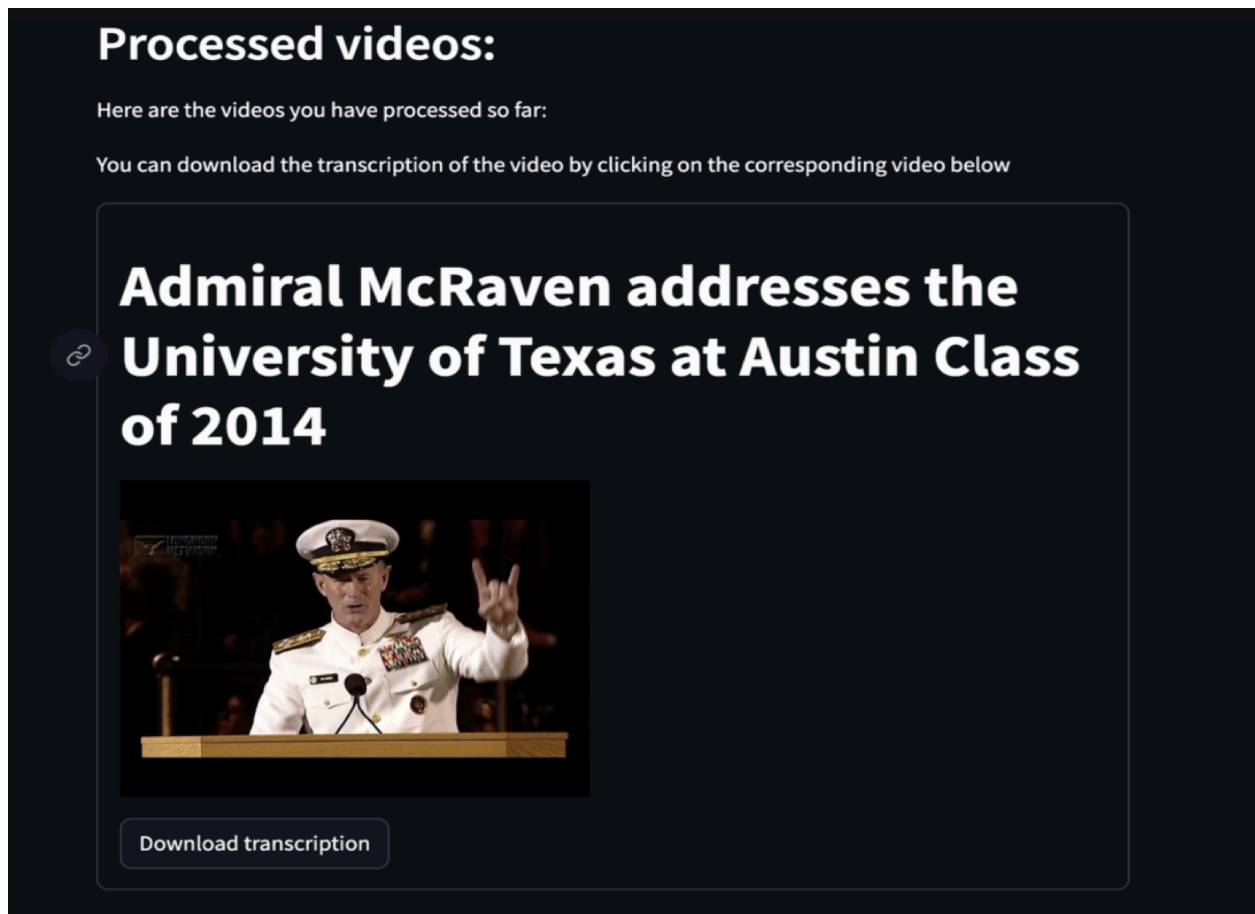 Processed videos:
Here are the videos you have processed so far:
You can download the transcription of the video by clicking on the corresponding video below
Admiral McRaven addresses the
University of Texas at Austin Class
of 2014
LONGHORN
NETWORK
Download transcription